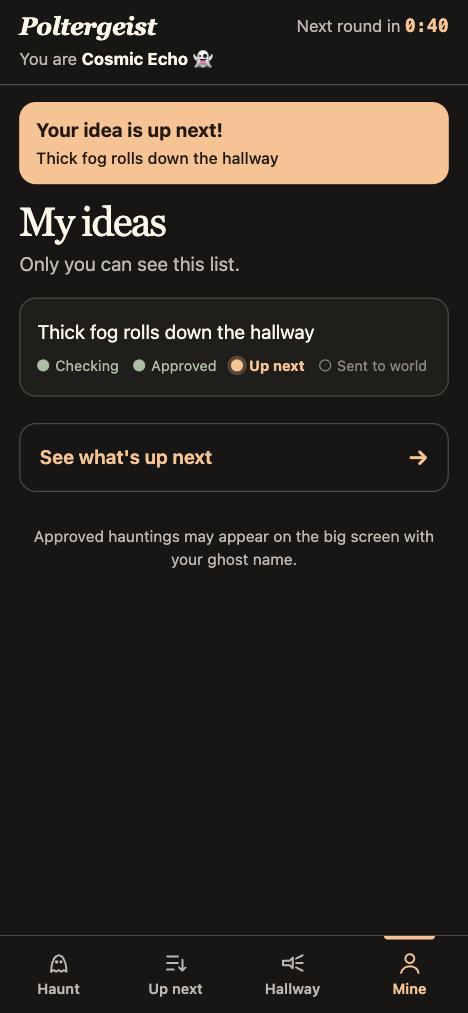 Poltergeist
Next round in 0:40
You are Cosmic Echo 👻
Your idea is up next!
Thick fog rolls down the hallway
My ideas
Only you can see this list.
Thick fog rolls down the hallway
Checking Approved Up next Sent to world
See what's up next →
Approved hauntings may appear on the big screen with
your ghost name.
Haunt Up next Hallway Mine